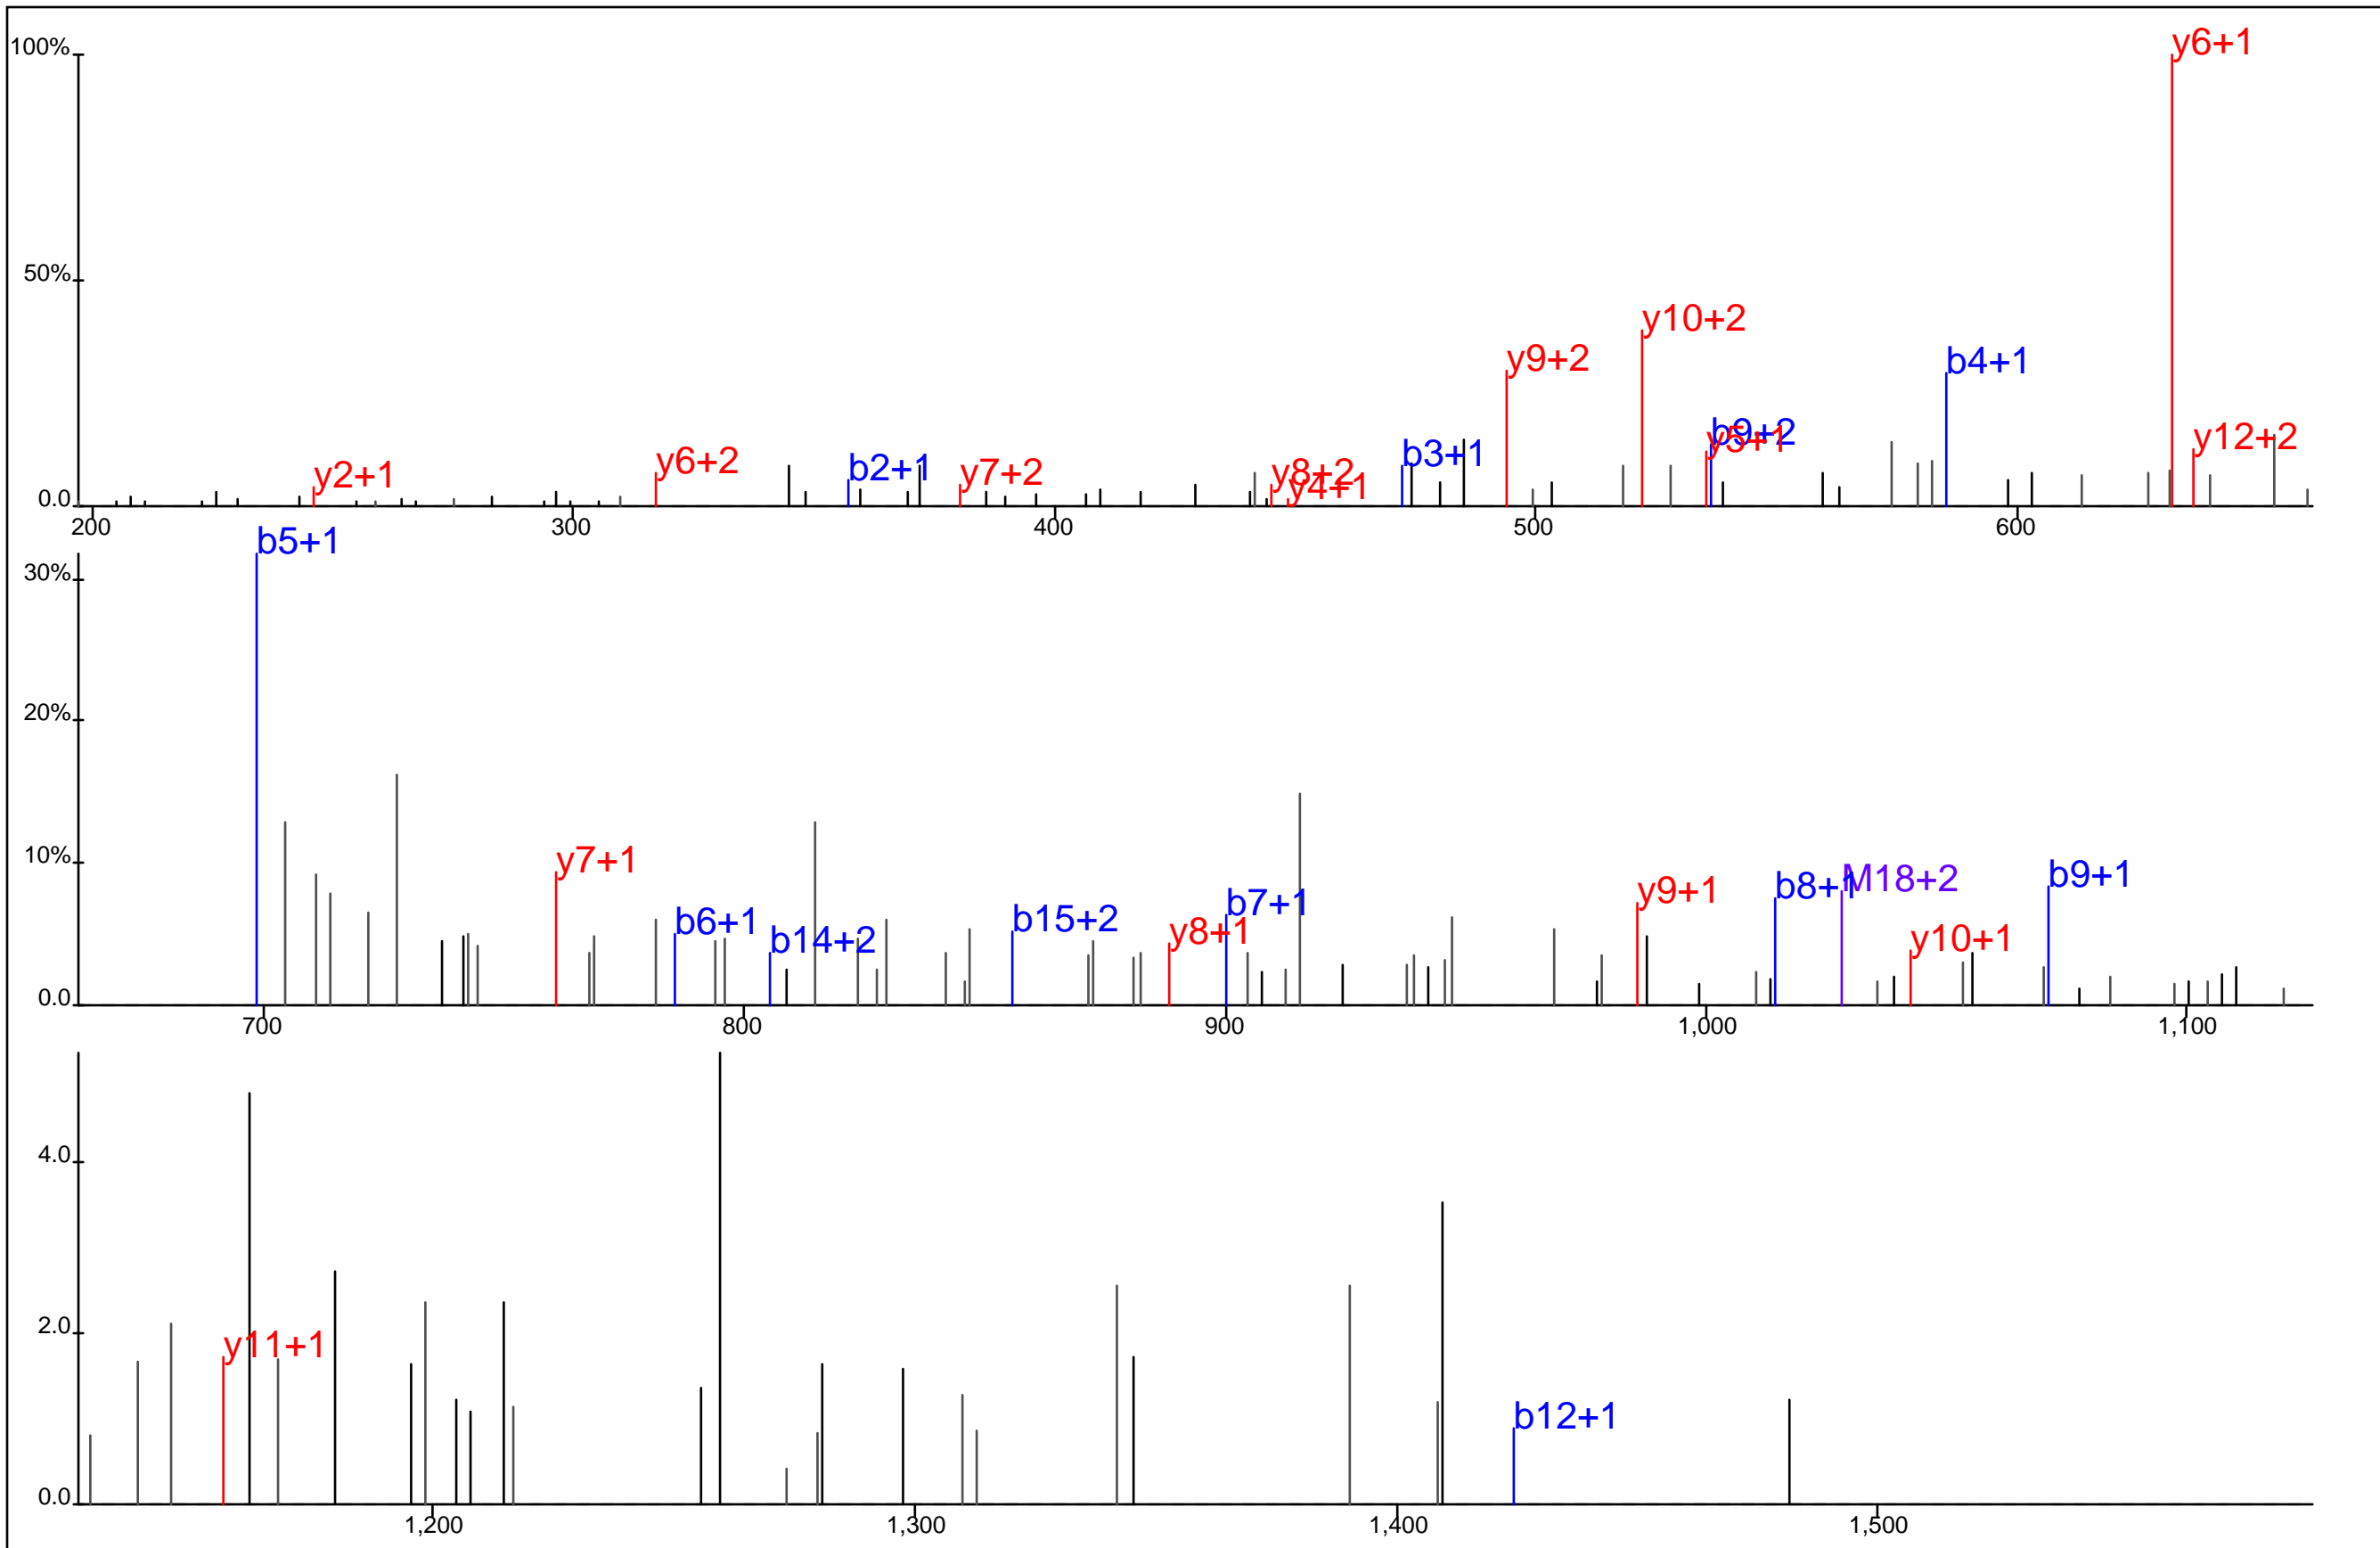 100%
y6+1
y10+2
50%
y9+2
b4+1
b9+2
y5+1
y12+2
y6+2
b3+1
b2+1
y7+2
y8+2
y2+1
y4+1
0.0
200
300
400
500
600
b5+1
30%
20%
10%
y7+1
b8+1
M18+2
b9+1
y9+1
b7+1
b15+2
b6+1
y8+1
b14+2
y10+1
0.0
700
800
900
1,000
1,100
4.0
2.0
y11+1
b12+1
0.0
1,200
1,300
1,400
1,500